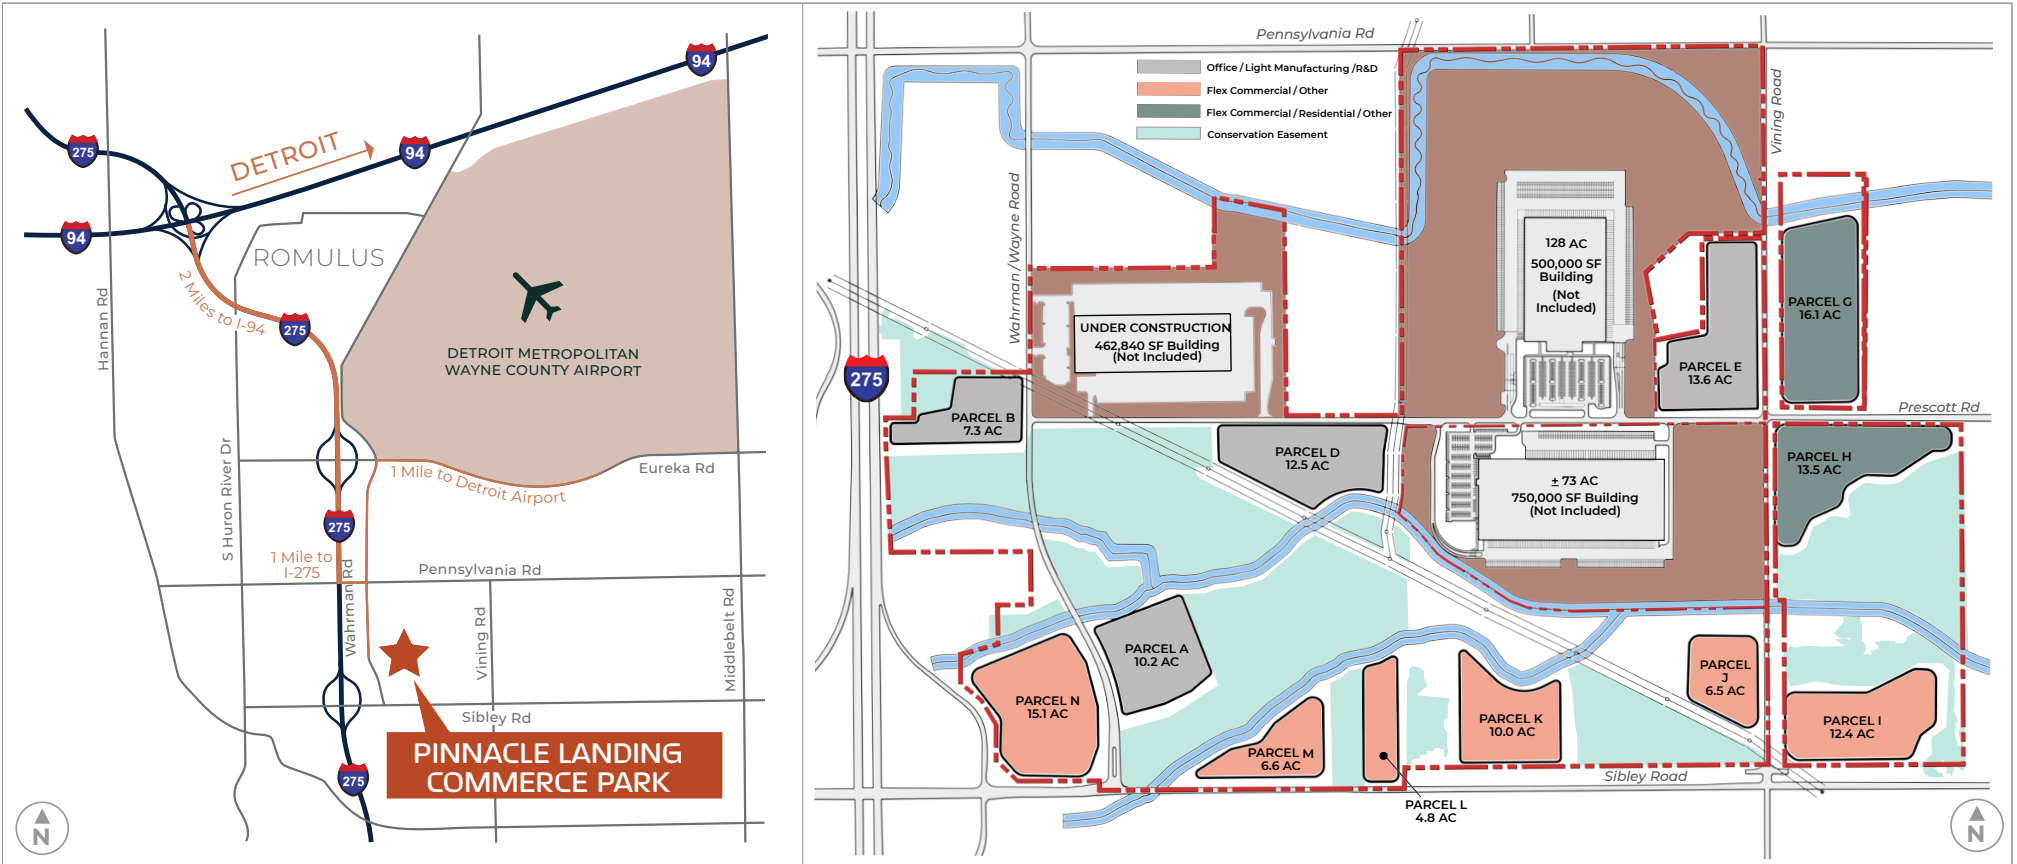 94
275
DETROIT
94
94
ROMULUS
Hannan Rd
2 Miles to I-94
275
DETROIT METROPOLITAN
WAYNE COUNTY AIRPORT
S Huron River Dr
1 Mile to Detroit Airport
Eureka Rd
275
1 Mile to
I-275
Wahrman Rd
Pennsylvania Rd
Vining Rd
Middlebelt Rd
Sibley Rd
PINNACLE LANDING
COMMERCE PARK
275
N
Pennsylvania Rd
Office / Light Manufacturing /R&D
Flex Commercial / Other
Flex Commercial / Residential / Other
Conservation Easement
Vining Road
Wahrman / Wayne Road
128 AC
500,000 SF
Building
(Not
Included)
PARCEL G
16.1 AC
UNDER CONSTRUCTION
462,840 SF Building
(Not Included)
275
PARCEL E
13.6 AC
Prescott Rd
PARCEL B
7.3 AC
PARCEL D
12.5 AC
PARCEL H
13.5 AC
± 73 AC
750,000 SF Building
(Not Included)
PARCEL A
10.2 AC
PARCEL
J
6.5 AC
PARCEL N
15.1 AC
PARCEL K
10.0 AC
PARCEL I
12.4 AC
PARCEL M
6.6 AC
Sibley Road
PARCEL L
4.8 AC
N